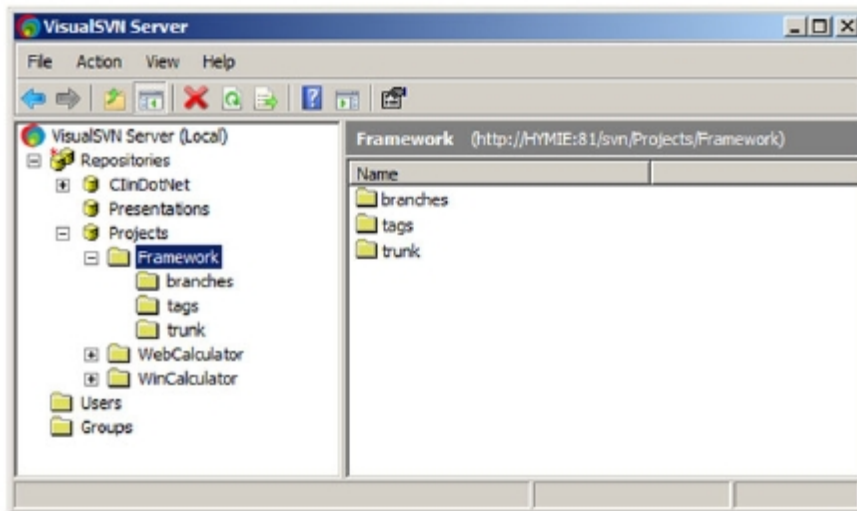 VisualSVN Server
File Action View Help
VisualSVN Server (Local)
Repositories
CIinDotNet
Presentations
Projects
Framework
branches
tags
trunk
WebCalculator
WinCalculator
Users
Groups
Framework (http://HYMIE:81/svn/Projects/Framework)
Name
branches
tags
trunk